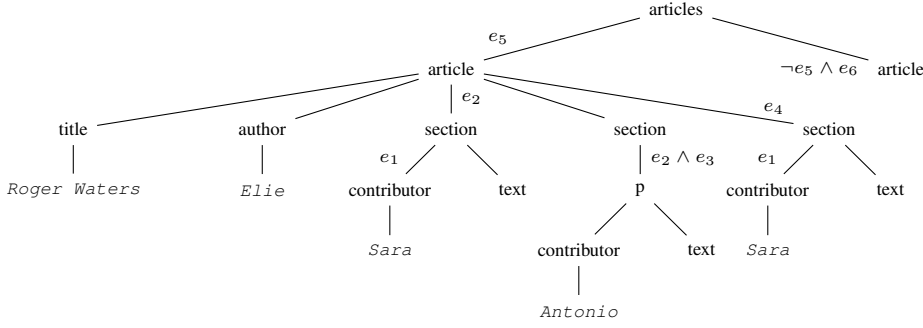 articles
e5
article
¬e5 ∧ e6 article
e2
e4
title author section section section
e1
e2 ∧ e3
e1
Roger Waters Elie contributor text p contributor text
Sara contributor text Sara
Antonio